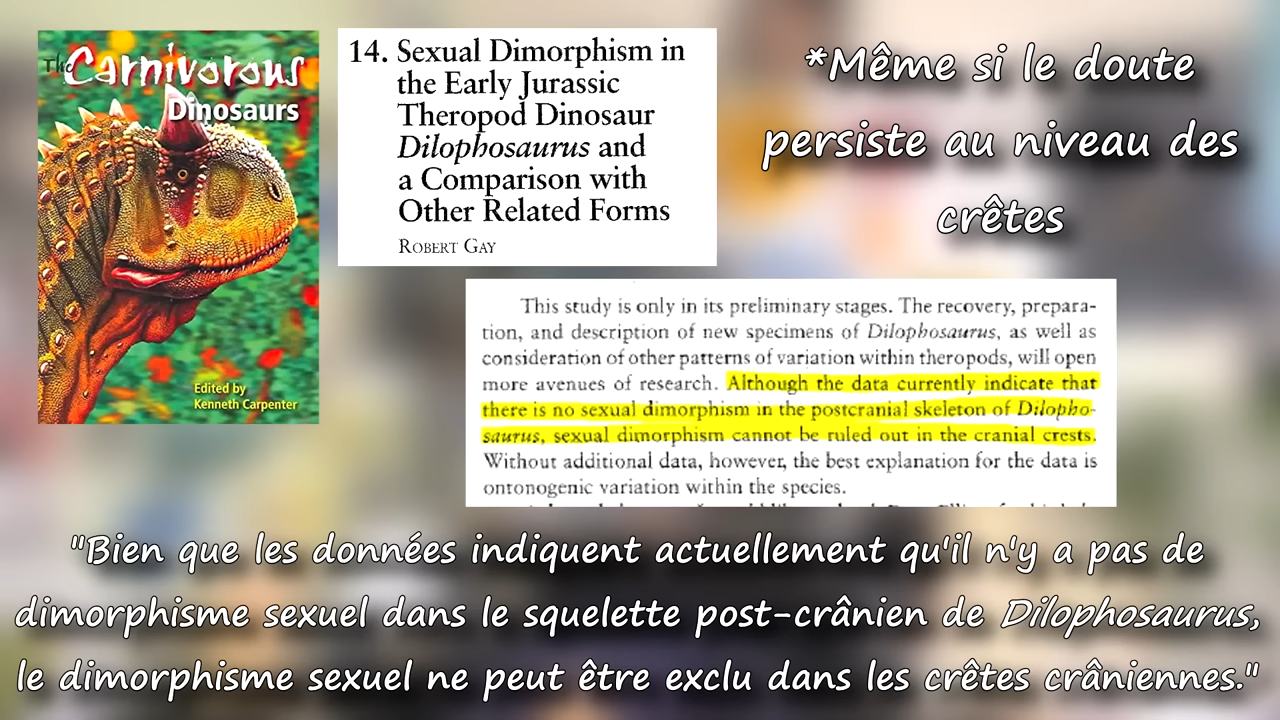 The Carnivorous
Dinosaurs
Edited by
Kenneth Carpenter
14. Sexual Dimorphism in
the Early Jurassic
Theropod Dinosaur
Dilophosaurus and
a Comparison with
Other Related Forms
ROBERT GAY
*Même si le doute
persiste au niveau des
crêtes
This study is only in its preliminary stages. The recovery, prepara-
tion, and description of new specimens of Dilophosaurus, as well as
consideration of other patterns of variation within theropods, will open
more avenues of research. Although the data currently indicate that
there is no sexual dimorphism in the postcranial skeleton of Dilopho-
saurus, sexual dimorphism cannot be ruled out in the cranial crests.
Without additional data, however, the best explanation for the data is
ontonogenic variation within the species.
"Bien que les données indiquent actuellement qu'il n'y a pas de
dimorphisme sexuel dans le squelette post-crânien de Dilophosaurus,
le dimorphisme sexuel ne peut être exclu dans les crêtes crâniennes."